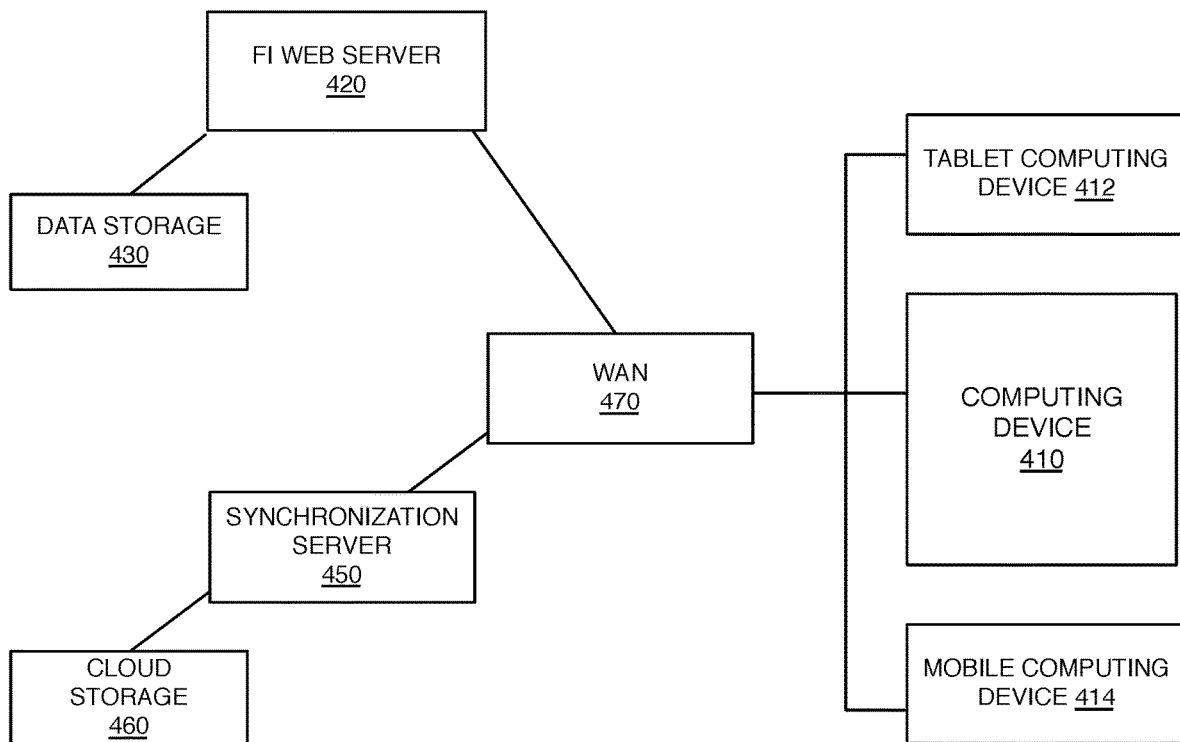 FI WEB SERVER
420
DATA STORAGE
430
WAN
470
SYNCHRONIZATION
SERVER
450
CLOUD
STORAGE
460
TABLET COMPUTING
DEVICE 412
COMPUTING
DEVICE
410
MOBILE COMPUTING
DEVICE 414